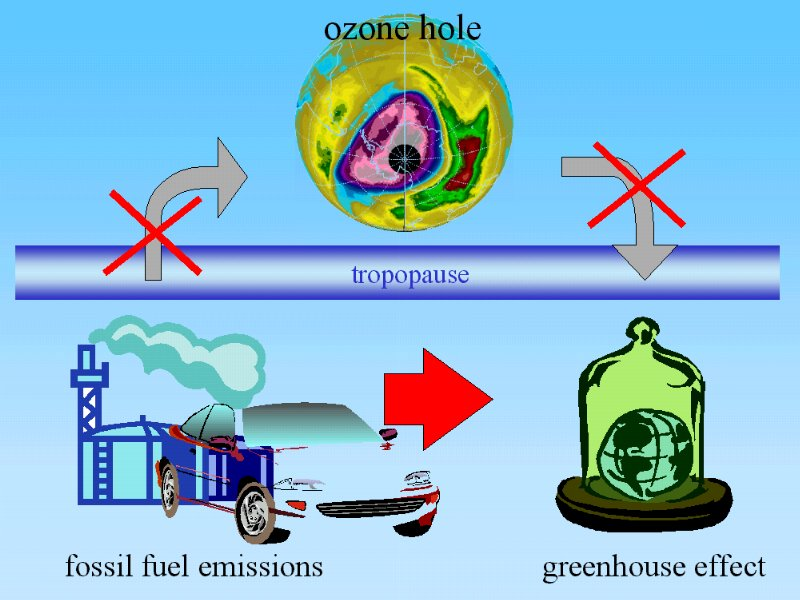 ozone hole
tropopause
fossil fuel emissions
greenhouse effect